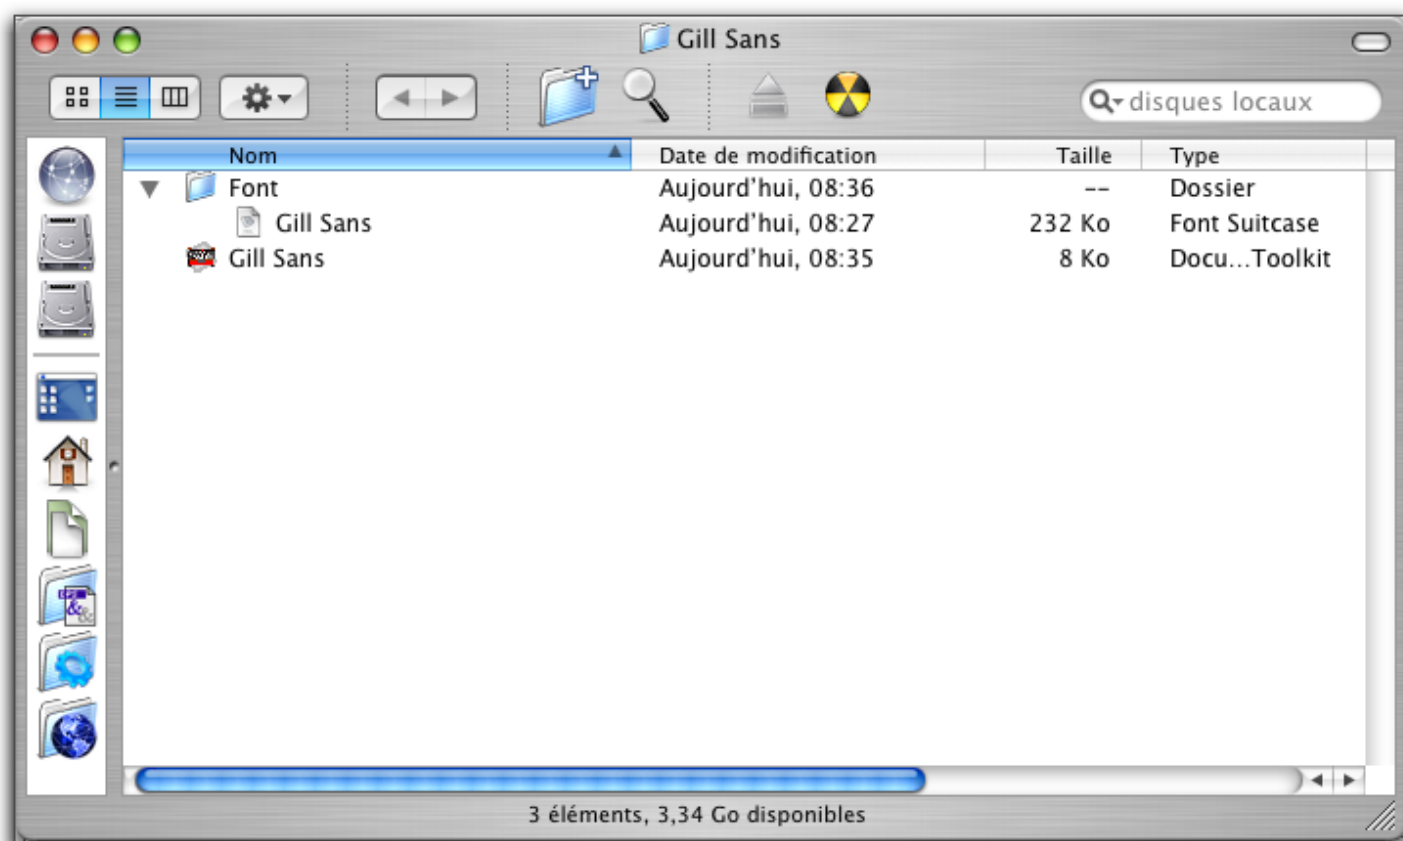 Gill Sans
disques locaux
Nom Date de modification Taille Type
Font Aujourd'hui, 08:36 -- Dossier
Gill Sans Aujourd'hui, 08:27 232 Ko Font Suitcase
Gill Sans Aujourd'hui, 08:35 8 Ko Docu...Toolkit
3 éléments, 3,34 Go disponibles